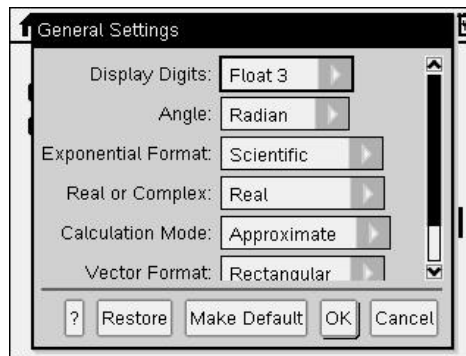 General Settings
Display Digits: Float 3
Angle: Radian
Exponential Format: Scientific
Real or Complex: Real
Calculation Mode: Approximate
Vector Format: Rectangular
? Restore Make Default OK Cancel